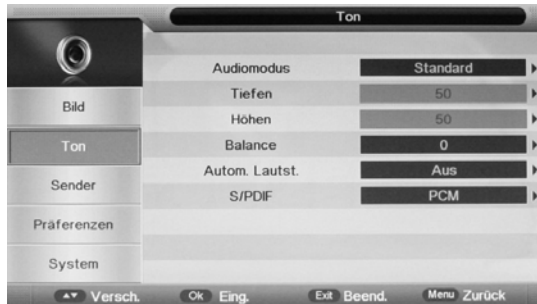 Ton
Audiomodus Standard
Tiefen 50
Höhen 50
Balance 0
Autom. Lautst. Aus
S/PDIF PCM
Bild
Ton
Sender
Präferenzen
System
Versch. Ok Eing. Exit Beend. Menu Zurück